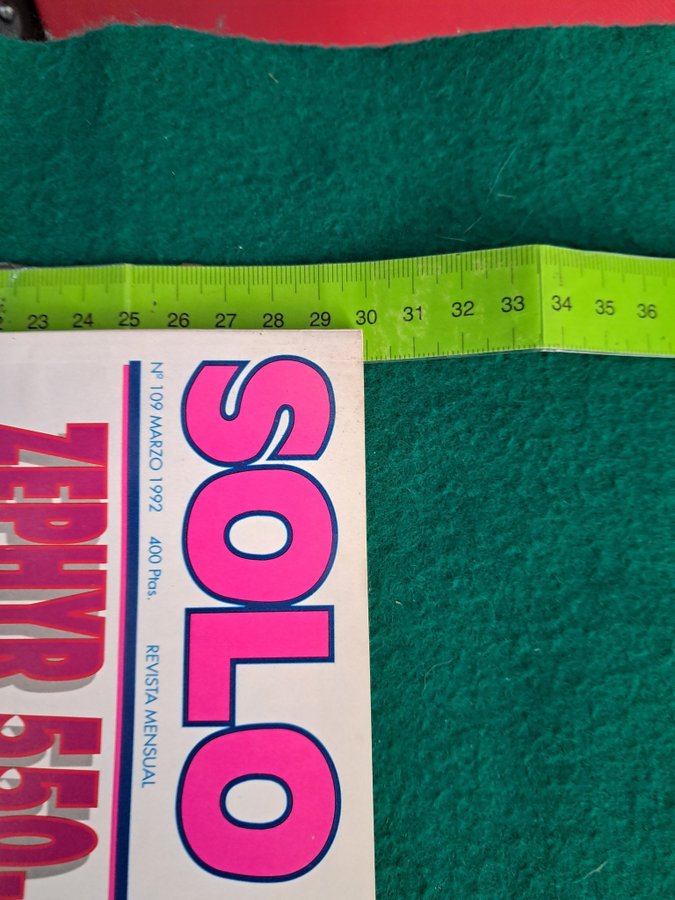 23 24 25 26 27 28 29 30 31 32 33 34 35 36
SOLO
Nº 109 MARZO 1992 400 Ptas. REVISTA MENSUAL
ZEPHYR 550